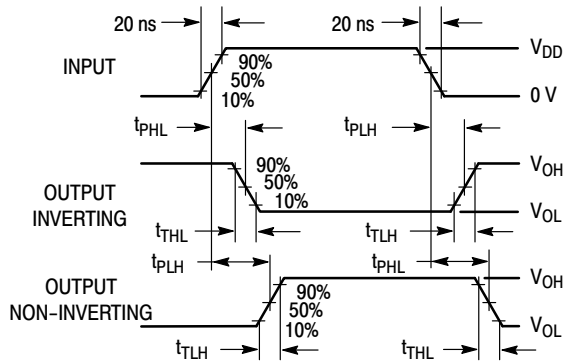 20 ns
20 ns
INPUT
90%
50%
10%
V_DD
0 V
t_PHL
t_PLH
OUTPUT
INVERTING
90%
50%
10%
V_OH
V_OL
t_THL
t_TLH
t_PLH
t_PHL
OUTPUT
NON–INVERTING
90%
50%
10%
V_OH
V_OL
t_TLH
t_THL